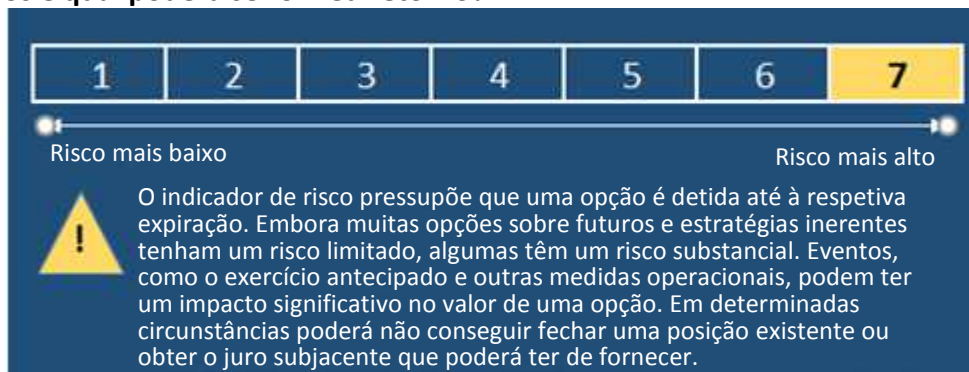 1 2 3 4 5 6 7
Risco mais baixo Risco mais alto
O indicador de risco pressupõe que uma opção é detida até à respetiva
expiração. Embora muitas opções sobre futuros e estratégias inerentes
tenham um risco limitado, algumas têm um risco substancial. Eventos,
como o exercício antecipado e outras medidas operacionais, podem ter
um impacto significativo no valor de uma opção. Em determinadas
circunstâncias poderá não conseguir fechar uma posição existente ou
obter o juro subjacente que poderá ter de fornecer.